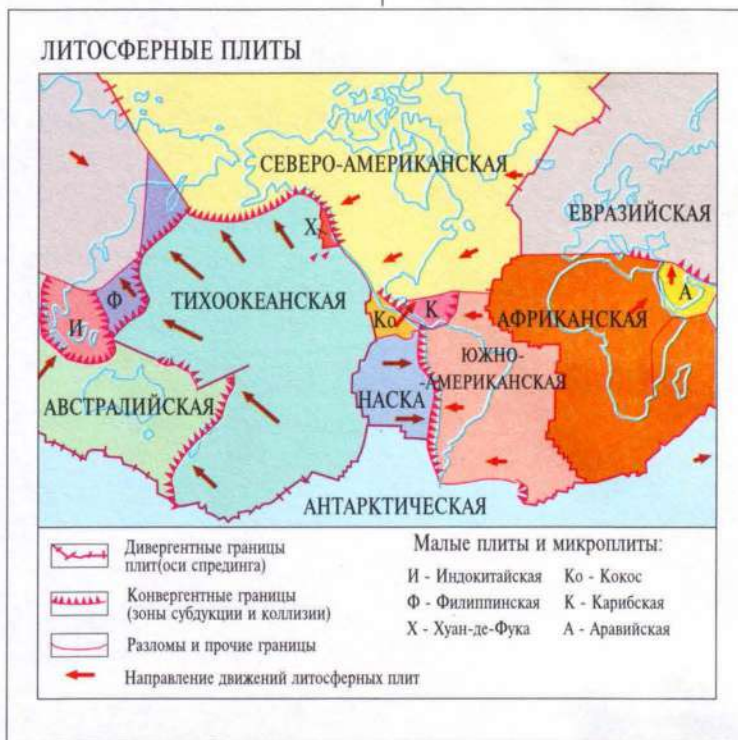 ЛИТОСФЕРНЫЕ ПЛИТЫ
СЕВЕРО-АМЕРИКАНСКАЯ
ЕВРАЗИЙСКАЯ
Х
Ф
ТИХООКЕАНСКАЯ
И
Ко
К
АФРИКАНСКАЯ
А
ЮЖНО-
-АМЕРИКАНСКАЯ
НАСКА
АВСТРАЛИЙСКАЯ
АНТАРКТИЧЕСКАЯ
Дивергентные границы
плит(оси спрединга)
Конвергентные границы
(зоны субдукции и коллизии)
Разломы и прочие границы
Направление движений литосферных плит
Малые плиты и микроплиты:
И - Индокитайская Ко - Кокос
Ф - Филиппинская К - Карибская
Х - Хуан-де-Фука А - Аравийская